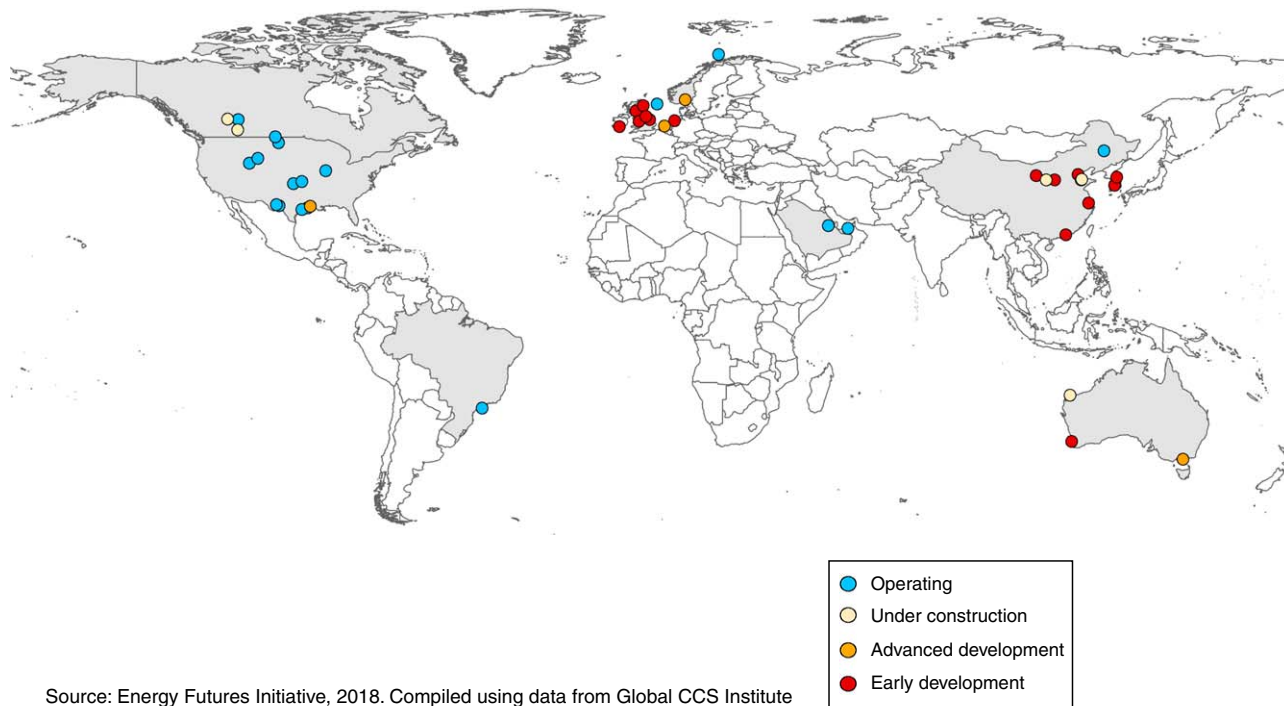 Operating
Under construction
Advanced development
Early development
Source: Energy Futures Initiative, 2018. Compiled using data from Global CCS Institute